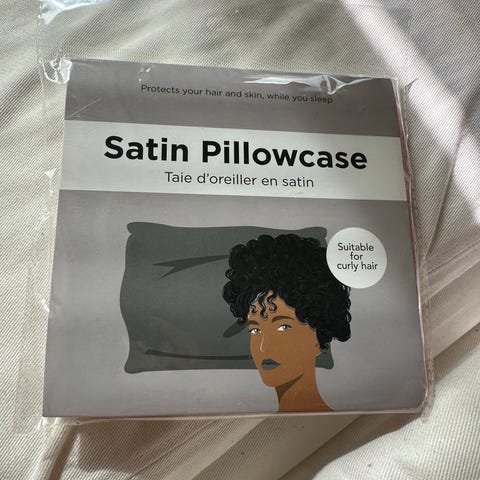 Protects your hair and skin, while you sleep
Satin Pillowcase
Taie d'oreiller en satin
Suitable
for
curly hair